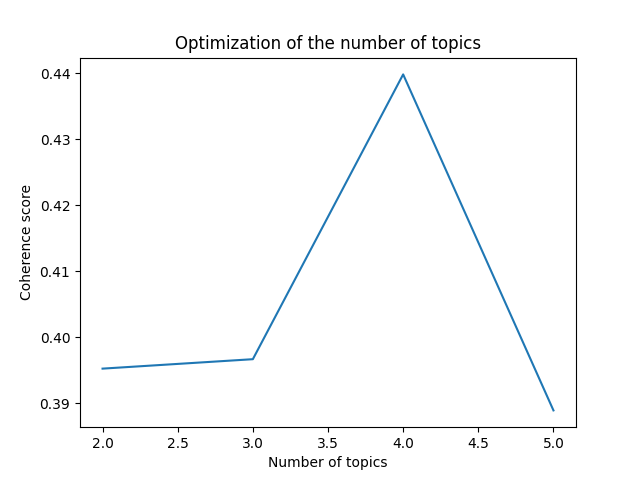 Optimization of the number of topics
0.44
0.43
0.42
0.41
0.40
0.39
Coherence score
2.0 2.5 3.0 3.5 4.0 4.5 5.0
Number of topics